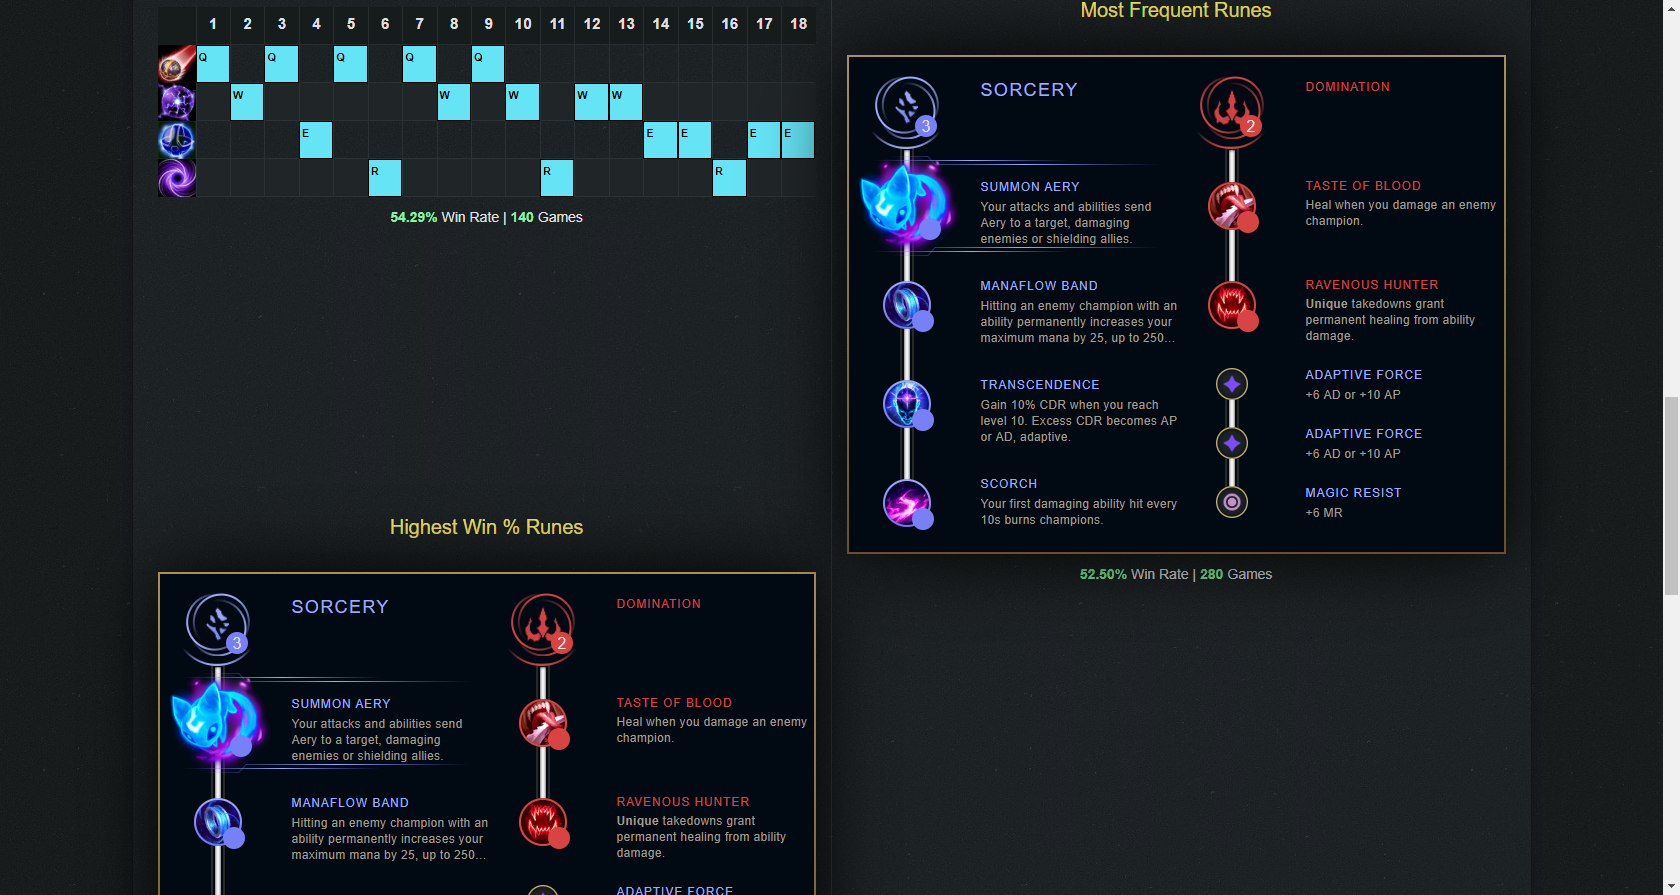 1 2 3 4 5 6 7 8 9 10 11 12 13 14 15 16 17 18
Q Q Q Q Q
W W W W W
E E E E E
R R R
54.29% Win Rate | 140 Games
Highest Win % Runes
3
SORCERY
SUMMON AERY
Your attacks and abilities send
Aery to a target, damaging
enemies or shielding allies.
MANAFLOW BAND
Hitting an enemy champion with an
ability permanently increases your
maximum mana by 25, up to 250...
2
DOMINATION
TASTE OF BLOOD
Heal when you damage an enemy
champion.
RAVENOUS HUNTER
Unique takedowns grant
permanent healing from ability
damage.
ADAPTIVE FORCE
Most Frequent Runes
3
SORCERY
SUMMON AERY
Your attacks and abilities send
Aery to a target, damaging
enemies or shielding allies.
MANAFLOW BAND
Hitting an enemy champion with an
ability permanently increases your
maximum mana by 25, up to 250...
TRANSCENDENCE
Gain 10% CDR when you reach
level 10. Excess CDR becomes AP
or AD, adaptive.
SCORCH
Your first damaging ability hit every
10s burns champions.
2
DOMINATION
TASTE OF BLOOD
Heal when you damage an enemy
champion.
RAVENOUS HUNTER
Unique takedowns grant
permanent healing from ability
damage.
ADAPTIVE FORCE
+6 AD or +10 AP
ADAPTIVE FORCE
+6 AD or +10 AP
MAGIC RESIST
+6 MR
52.50% Win Rate | 280 Games